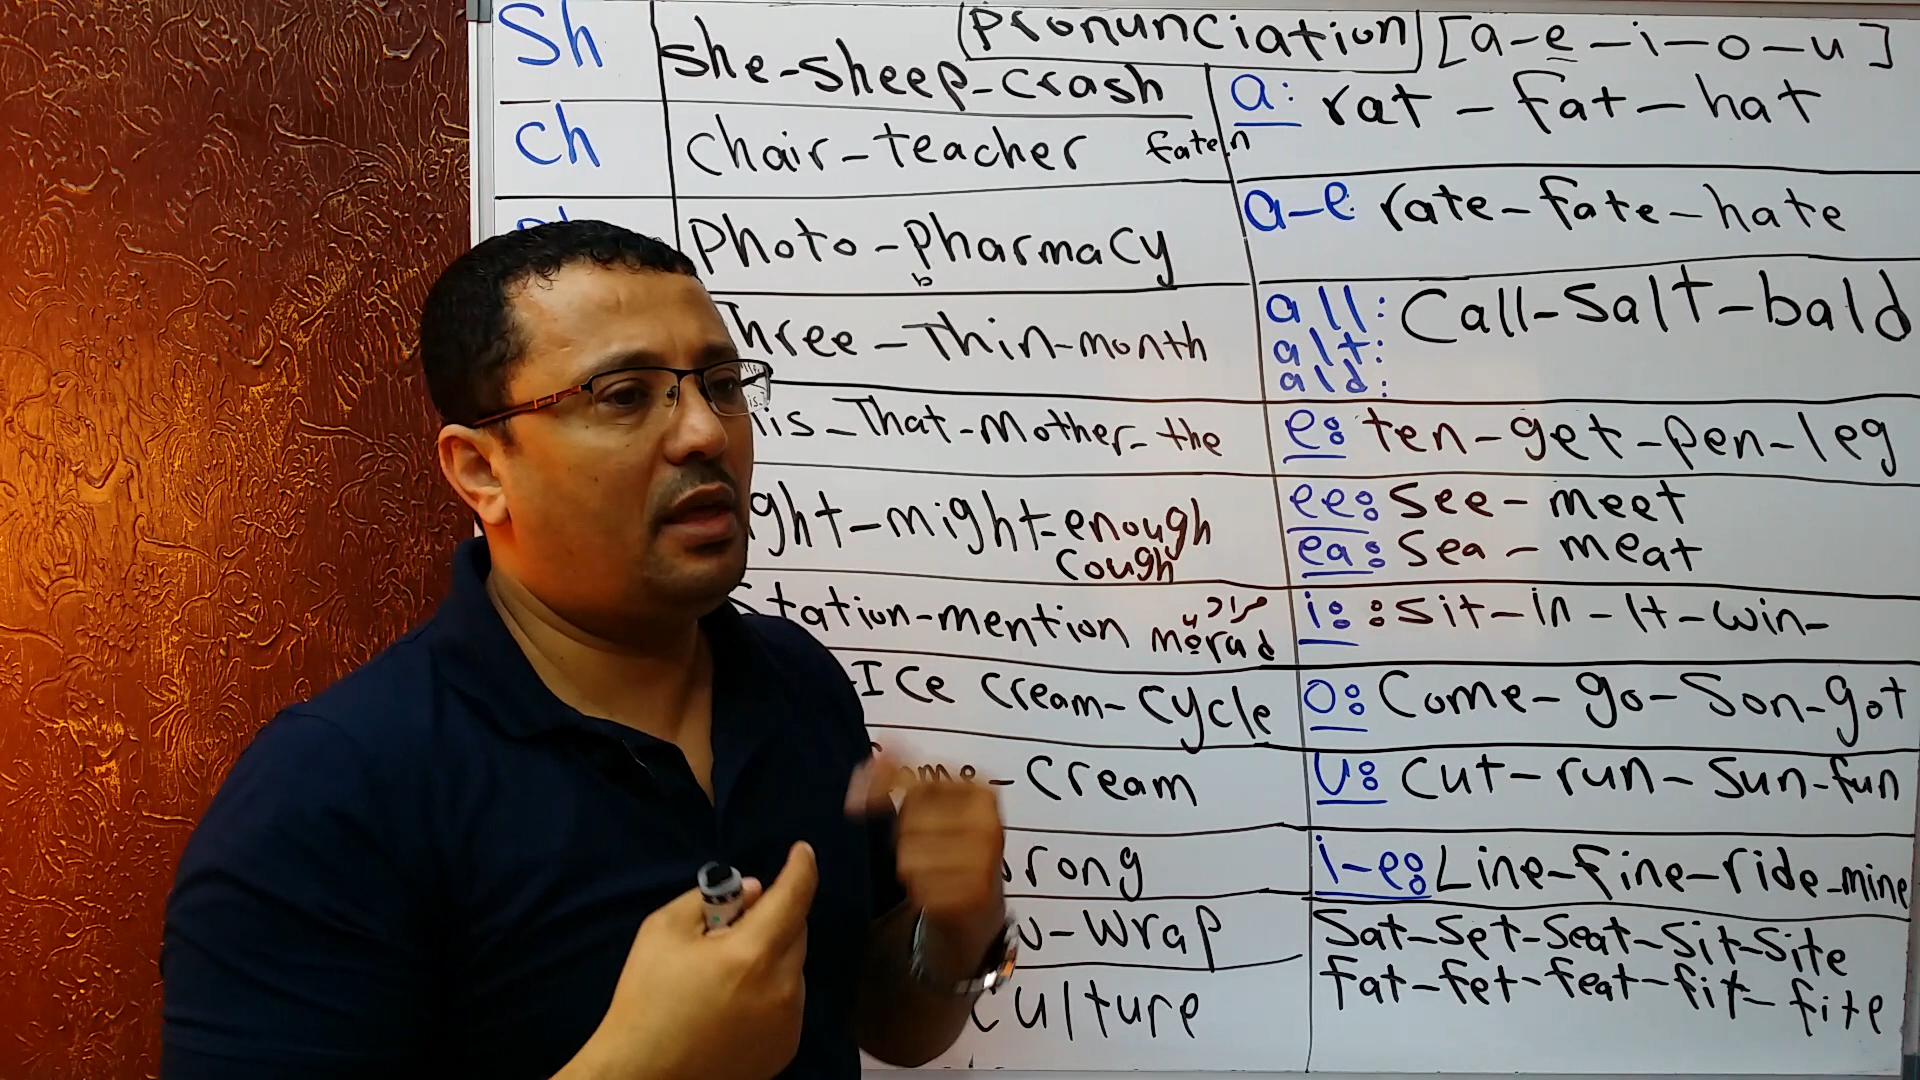 Pronunciation [a-e-i-o-u]
Sh she-sheep-crash
Ch chair-teacher
faten
photo-pharmacy
b
Three-Thin-month
That-Mother-the
might-enough
cough
Station-mention
مراد
morad
ICe cream-cycle
cream
wrap
culture
a: rat-fat-hat
a-e rate-fate-hate
all: Call-Salt-bald
alt:
ald:
e: ten-get-pen-leg
ee: See-meet
ea: Sea-meat
i: : Sit-in-It-win-
o: Come-go-Son-got
U: cut-run-Sun-fun
i-e: Line-fine-ride-mine
Sat-Set-Seat-Sit-Site
fat-fet-feat-fit-fite